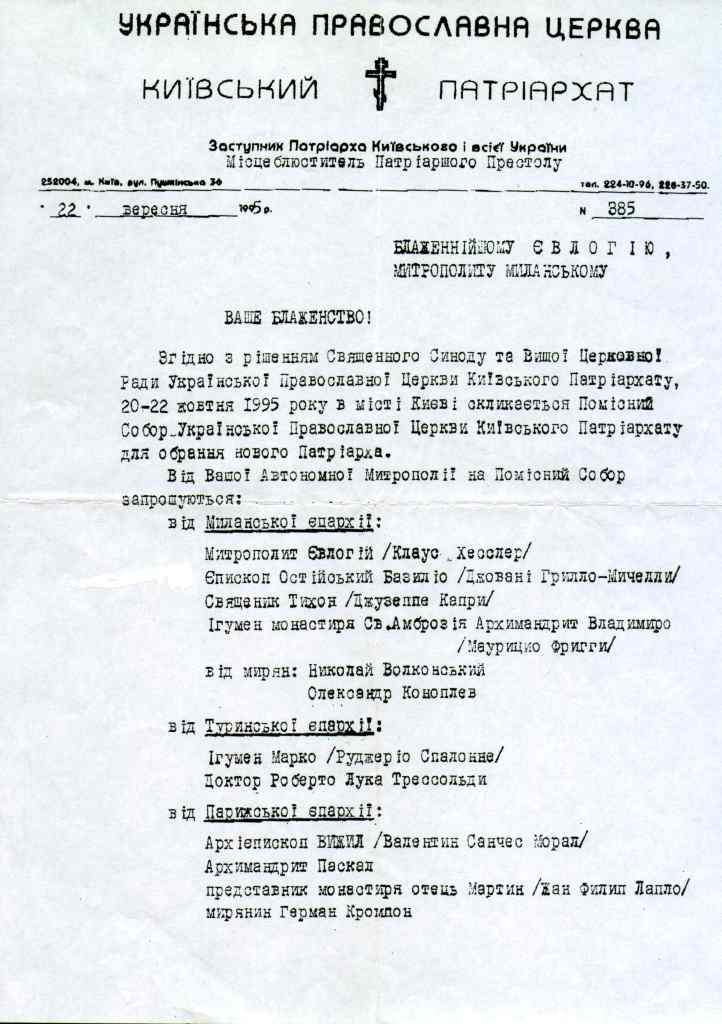 УКРАЇНСЬКА ПРАВОСЛАВНА ЦЕРКВА
КИЇВСЬКИЙ ПАТРІАРХАТ
Заступник Патріарха Київського і всієї України
Місцеблюститель Патріаршого Престолу
252004, м. Київ, вул. Пушкінська 36 тел. 224-10-96, 226-37-50.
" 22 " вересня 1995р. N 385
БЛАЖЕННІЙШОМУ ЄВЛОГІЮ,
МИТРОПОЛИТУ МИЛАНСЬКОМУ
ВАШЕ БЛАЖЕНСТВО!
Згідно з рішенням Священного Синоду та Вищої Церковної
Ради Української Православної Церкви Київського Патріархату,
20-22 жовтня 1995 року в місті Києві скликається Помісний
Собор Української Православної Церкви Київського Патріархату
для обрання нового Патріарха.
Від Вашої Автономної Митрополії на Помісний Собор
запрошуються:
від Миланської єпархії:
Митрополит Євлогій /Клаус Хесслер/
Єпископ Остійський Базиліо /Джовані Грилло-Мичелли/
Священик Тихон /Джузеппе Капри/
Ігумен монастиря Св.Амброзія Архимандрит Владимиро
/Маурицио Фригги/
від мирян: Николай Волконський
Олександр Коноплев
від Туринської єпархії:
Ігумен Марко /Руджеріо Спалонне/
Доктор Роберто Лука Трессольди
від Парижської єпархії:
Архієпископ ВИЖИЛ /Валентин Санчес Морал/
Архимандрит Паскал
представник монастиря отець Мартин /Жан Филип Лапло/
мирянин Герман Кромпон